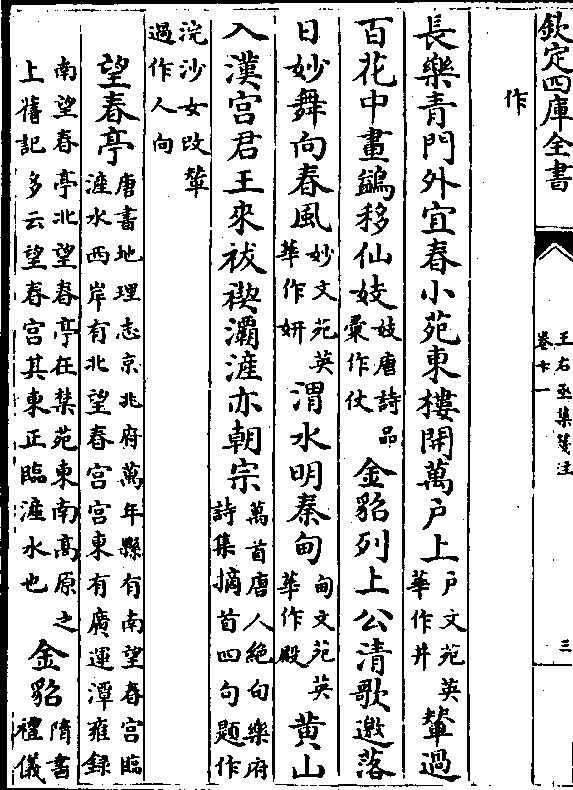 欽定四庫全書
王右丞集箋注
卷十一
三
作
長樂青門外宜春小苑東樓開萬户上户文苑英華作井輦過
百花中畫鷁移仙妓妓唐詩品彙作仗金貂列上公清歌邀落
日妙舞向春風妙文苑英華作妍渭水明秦甸甸文苑英華作殿黄山
入漢宫君王來祓禊灞滻亦朝宗萬首唐人絶句樂府詩集摘首四句題作
浣沙女改輦過作人向
望春亭唐書地理志京兆府萬年縣有南望春宫臨滻水西岸有北望春宫宫東有廣運潭雍録
南望春亭北望春亭在禁苑東南高原之上舊記多云望春宫其東正臨滻水也金貂隋書禮儀